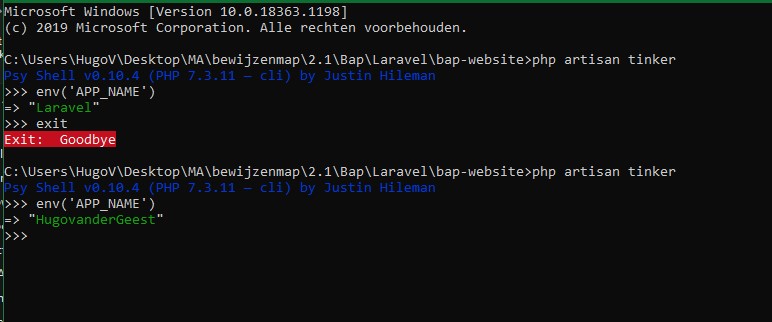 Microsoft Windows [Version 10.0.18363.1198]
(c) 2019 Microsoft Corporation. Alle rechten voorbehouden.
C:\Users\HugoV\Desktop\MA\bewijzenmap\2.1\Bap\Laravel\bap-website>php artisan tinker
Psy Shell v0.10.4 (PHP 7.3.11 — cli) by Justin Hileman
>>> env('APP_NAME')
=> "Laravel"
>>> exit
Exit:  Goodbye
C:\Users\HugoV\Desktop\MA\bewijzenmap\2.1\Bap\Laravel\bap-website>php artisan tinker
Psy Shell v0.10.4 (PHP 7.3.11 — cli) by Justin Hileman
>>> env('APP_NAME')
=> "HugovanderGeest"
>>>